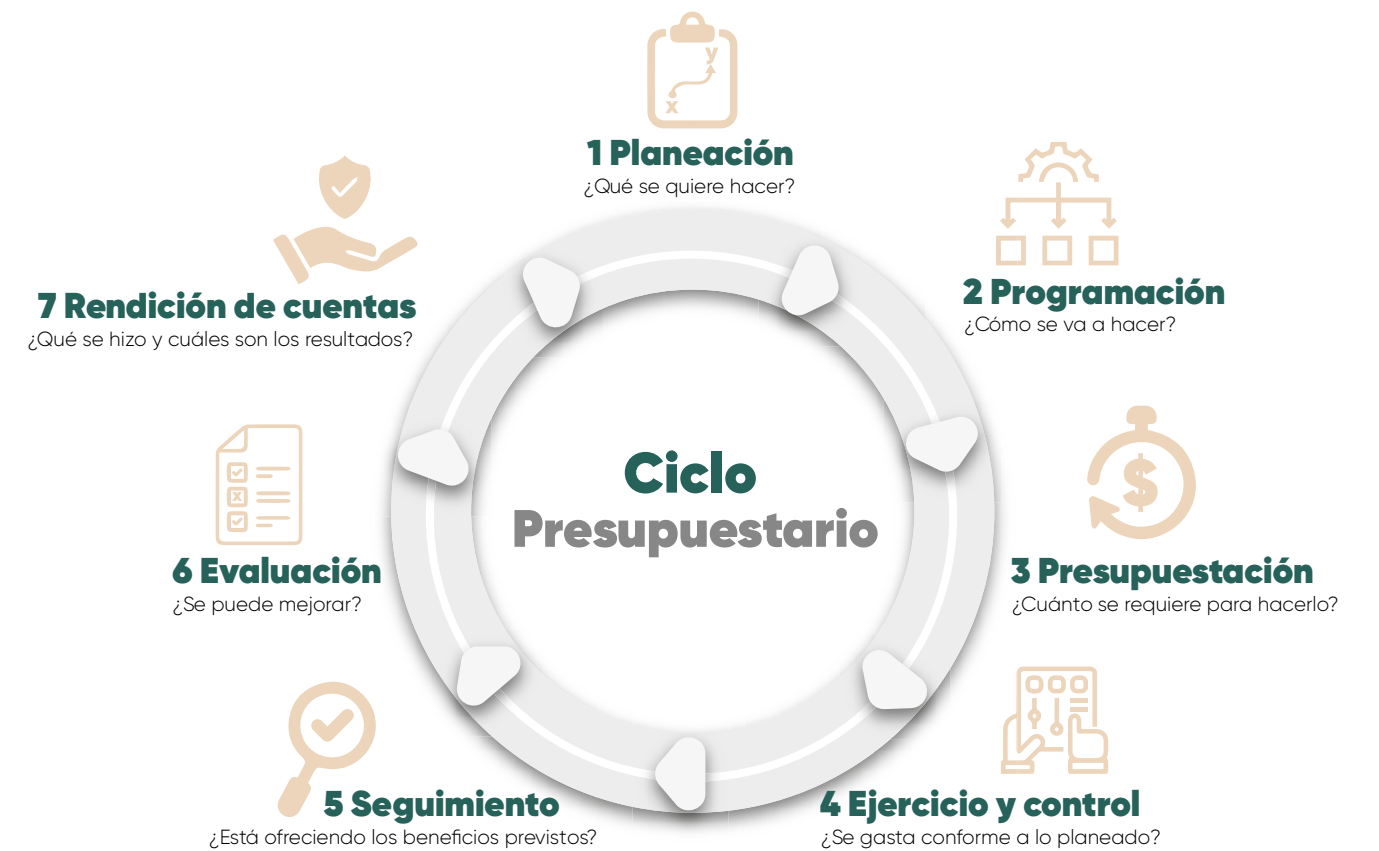 Ciclo
Presupuestario
y
x
1 Planeación
¿Qué se quiere hacer?
2 Programación
¿Cómo se va a hacer?
$
3 Presupuestación
¿Cuánto se requiere para hacerlo?
4 Ejercicio y control
¿Se gasta conforme a lo planeado?
5 Seguimiento
¿Está ofreciendo los beneficios previstos?
6 Evaluación
¿Se puede mejorar?
7 Rendición de cuentas
¿Qué se hizo y cuáles son los resultados?